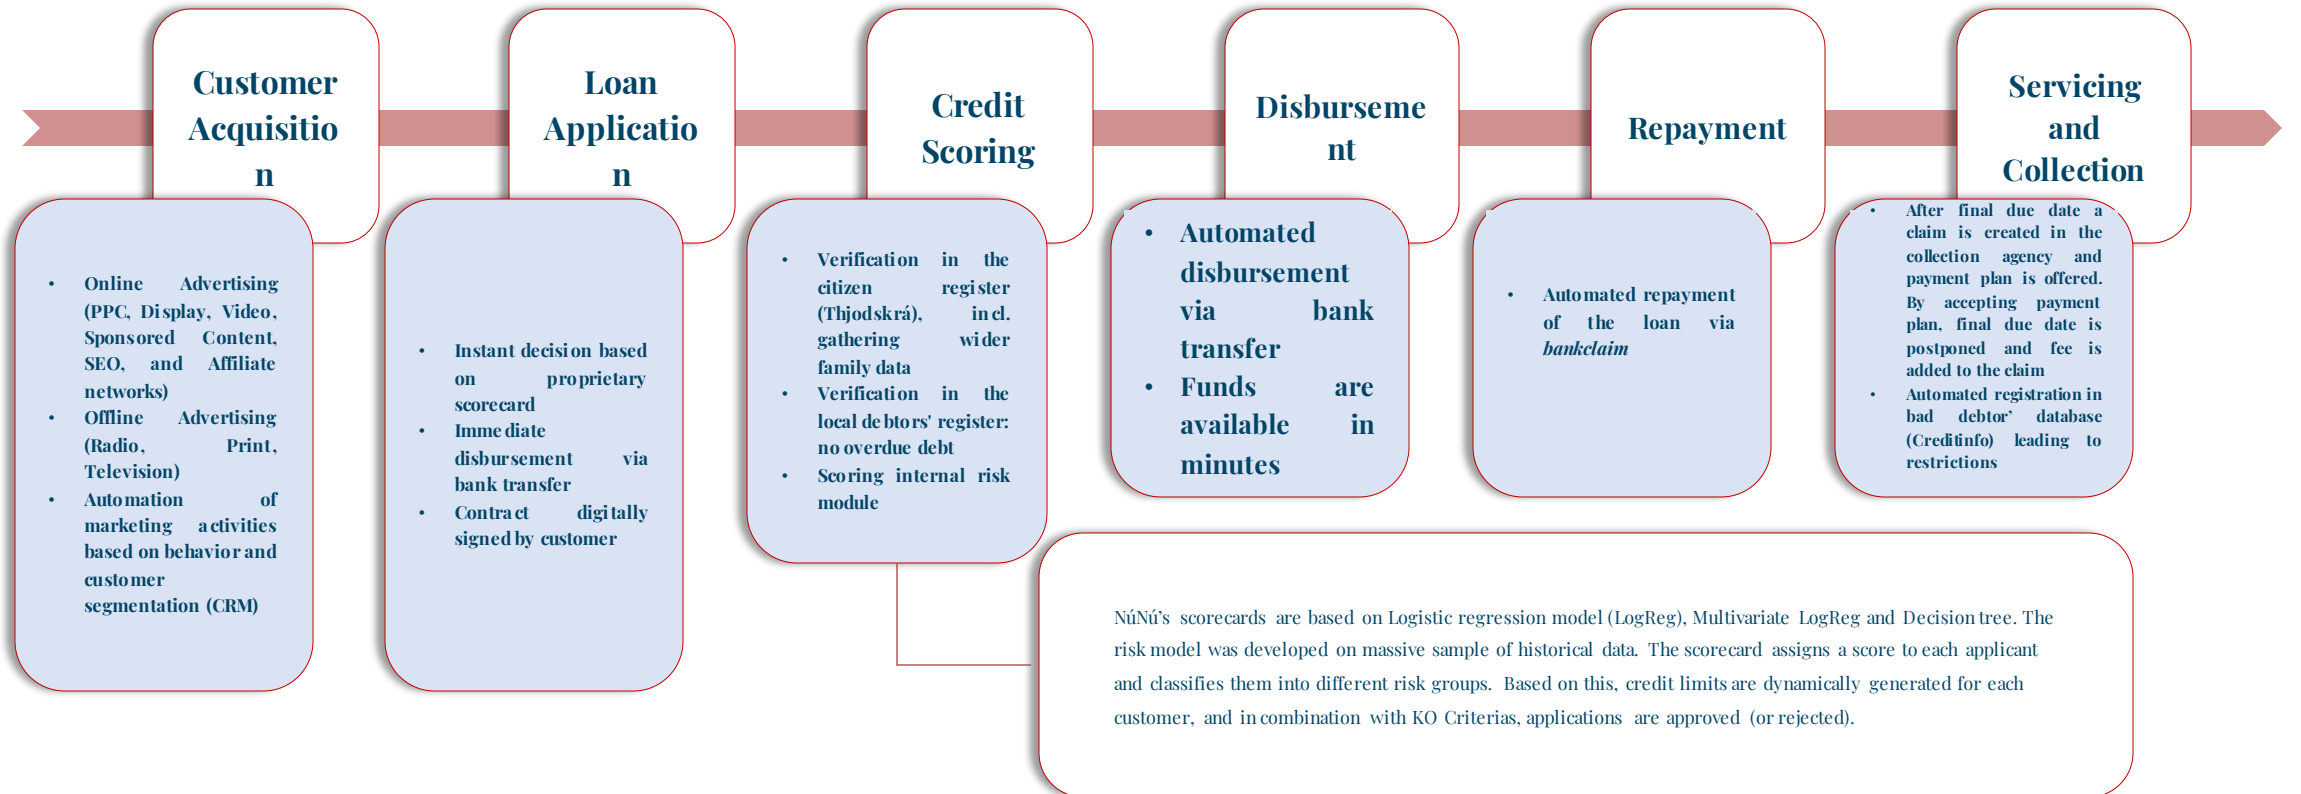 Customer
Acquisitio
n
Loan
Applicatio
n
Credit
Scoring
Disburseme
nt
Repayment
Servicing
and
Collection
• Online Advertising
(PPC, Display, Video,
Sponsored Content,
SEO, and Affiliate
networks)
• Offline Advertising
(Radio, Print,
Television)
• Automation of
marketing activities
based on behavior and
customer
segmentation (CRM)
• Instant decision based
on proprietary
scorecard
• Immediate
disbursement via
bank transfer
• Contract digitally
signed by customer
• Verification in the
citizen register
(Thjodskrá), incl.
gathering wider
family data
• Verification in the
local debtors' register:
no overdue debt
• Scoring internal risk
module
• Automated
disbursement
via bank
transfer
• Funds are
available in
minutes
• Automated repayment
of the loan via
bankclaim
• After final due date a
claim is created in the
collection agency and
payment plan is offered.
By accepting payment
plan, final due date is
postponed and fee is
added to the claim
• Automated registration in
bad debtor’ database
(Creditinfo) leading to
restrictions
NúNú’s scorecards are based on Logistic regression model (LogReg), Multivariate LogReg and Decision tree. The
risk model was developed on massive sample of historical data. The scorecard assigns a score to each applicant
and classifies them into different risk groups. Based on this, credit limits are dynamically generated for each
customer, and in combination with KO Criterias, applications are approved (or rejected).